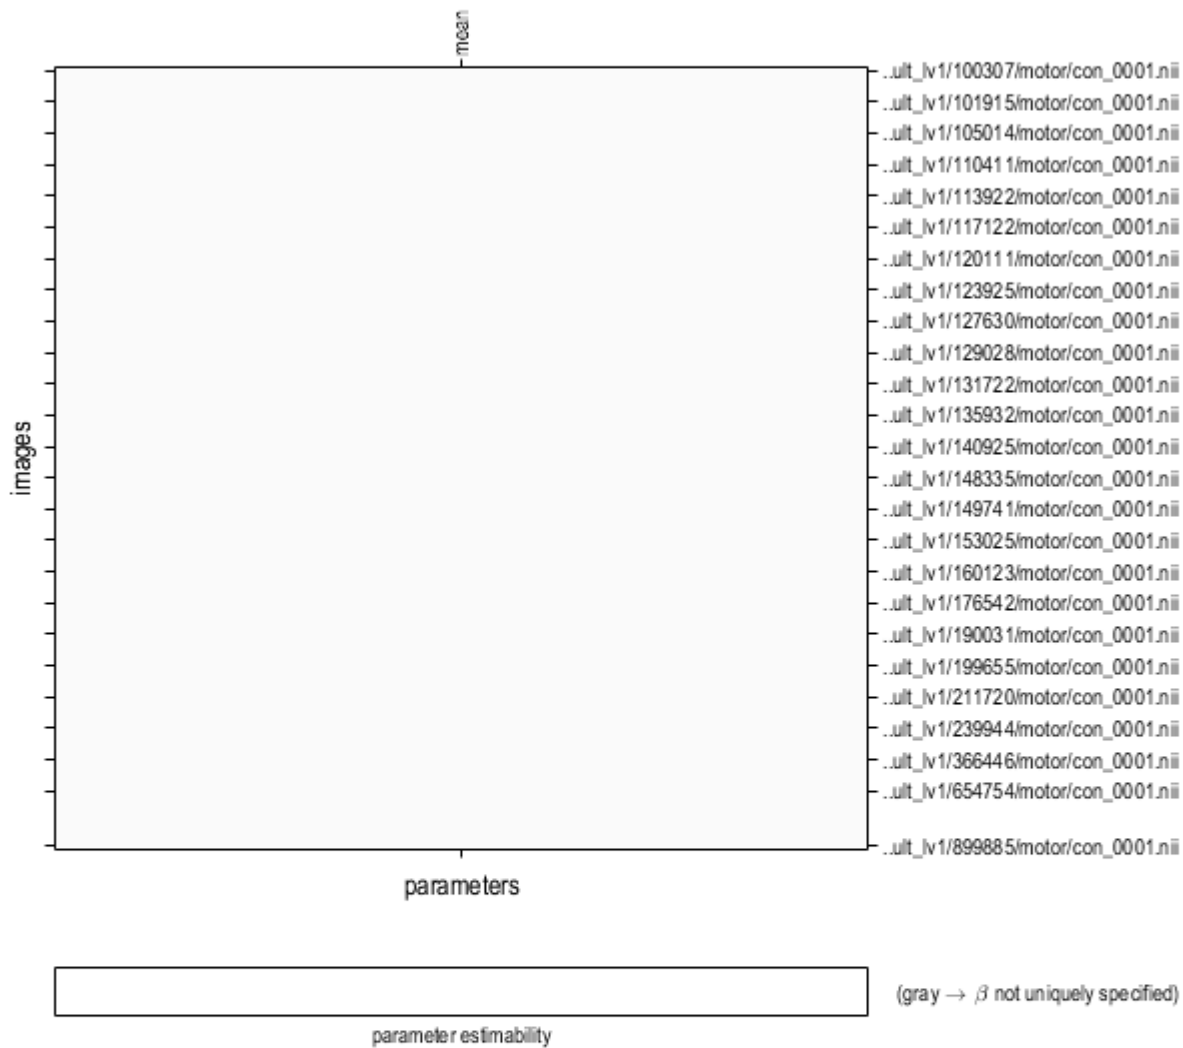 mean
..ult_lv1/100307/motor/con_0001.nii
..ult_lv1/101915/motor/con_0001.nii
..ult_lv1/105014/motor/con_0001.nii
..ult_lv1/110411/motor/con_0001.nii
..ult_lv1/113922/motor/con_0001.nii
..ult_lv1/117122/motor/con_0001.nii
..ult_lv1/120111/motor/con_0001.nii
..ult_lv1/123925/motor/con_0001.nii
..ult_lv1/127630/motor/con_0001.nii
..ult_lv1/129028/motor/con_0001.nii
..ult_lv1/131722/motor/con_0001.nii
..ult_lv1/135932/motor/con_0001.nii
..ult_lv1/140925/motor/con_0001.nii
..ult_lv1/148335/motor/con_0001.nii
..ult_lv1/149741/motor/con_0001.nii
..ult_lv1/153025/motor/con_0001.nii
..ult_lv1/160123/motor/con_0001.nii
..ult_lv1/176542/motor/con_0001.nii
..ult_lv1/190031/motor/con_0001.nii
..ult_lv1/199655/motor/con_0001.nii
..ult_lv1/211720/motor/con_0001.nii
..ult_lv1/239944/motor/con_0001.nii
..ult_lv1/366446/motor/con_0001.nii
..ult_lv1/654754/motor/con_0001.nii
..ult_lv1/899885/motor/con_0001.nii
images
parameters
(gray → β not uniquely specified)
parameter estimability